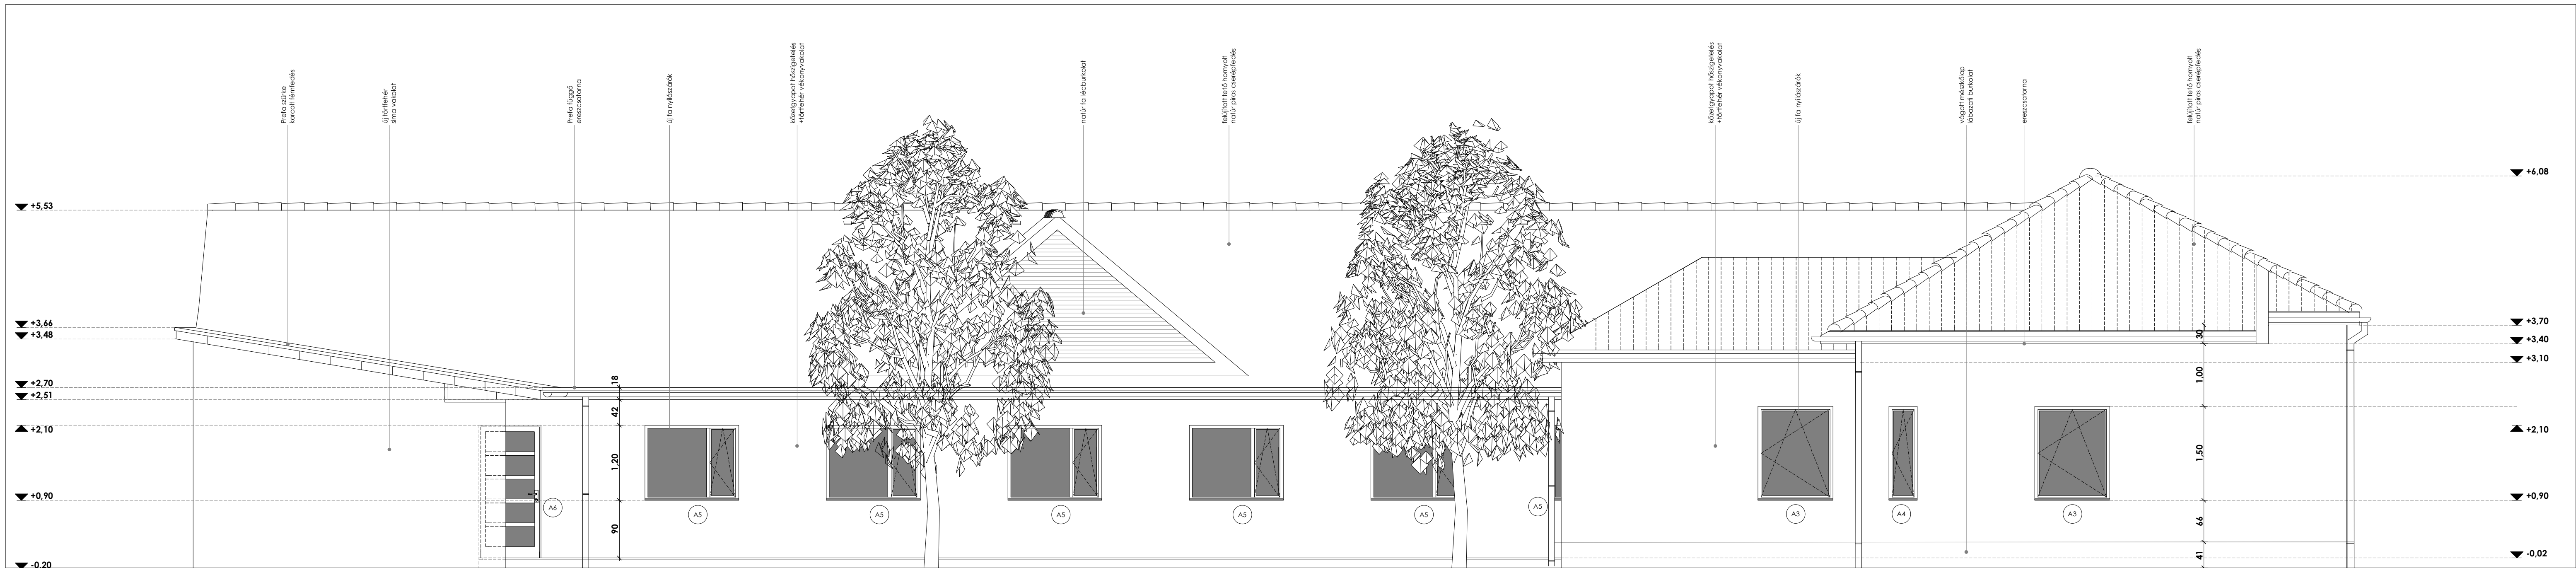 Prefa szürke
korcolt fémfedés
új törtfehér
sima vakolat
Prefa függő
ereszcsatorna
új fa nyílászárók
kőzetgyapot hőszigetelés
+törtfehér vékonyvakolat
natúr fa lécburkolat
felújított tető hornyolt
natúr piros cserépfedés
kőzetgyapot hőszigetelés
+törtfehér vékonyvakolat
új fa nyílászárók
vágott mészkőlap
lábazati burkolat
ereszcsatorna
felújított tető hornyolt
natúr piros cserépfedés
+5,53
+3,66
+3,48
+2,70
+2,51
+2,10
+0,90
-0,20
18
42
1,20
90
A6
A5
A5
A5
A5
A5
A5
A3
A4
A3
30
1,00
1,50
66
41
+6,08
+3,70
+3,40
+3,10
+2,10
+0,90
-0,02